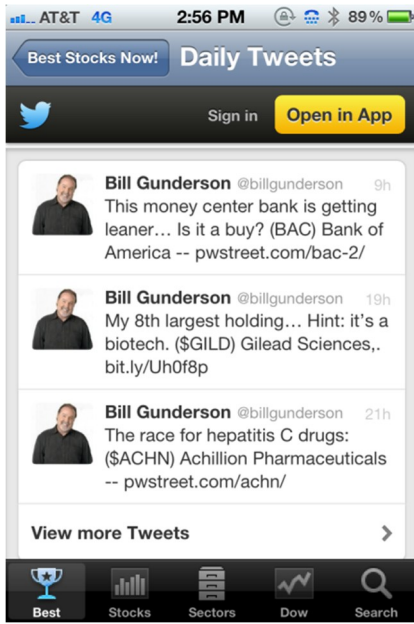 AT&T 4G 2:56 PM 89%
Best Stocks Now! Daily Tweets
Sign in Open in App
Bill Gunderson @billgunderson 9h
This money center bank is getting
leaner... Is it a buy? (BAC) Bank of
America -- pwstreet.com/bac-2/
Bill Gunderson @billgunderson 19h
My 8th largest holding... Hint: it's a
biotech. ($GILD) Gilead Sciences,.
bit.ly/Uh0f8p
Bill Gunderson @billgunderson 21h
The race for hepatitis C drugs:
($ACHN) Achillion Pharmaceuticals
-- pwstreet.com/achn/
View more Tweets
Best Stocks Sectors Dow Search